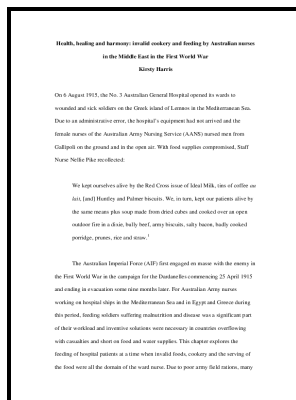 Health, healing and harmony: invalid cookery and feeding by Australian nurses
in the Middle East in the First World War
Kirsty Harris
On 6 August 1915, the No. 3 Australian General Hospital opened its wards to
wounded and sick soldiers on the Greek island of Lemnos in the Mediterranean Sea.
Due to an administrative error, the hospital's equipment had not arrived and the
female nurses of the Australian Army Nursing Service (AANS) nursed men from
Gallipoli on the ground and in the open air. With food supplies compromised, Staff
Nurse Nellie Pike recollected:
We kept ourselves alive by the Red Cross issue of Ideal Milk, tins of coffee au
lait, [and] Huntley and Palmer biscuits. We, in turn, kept our patients alive by
the same means plus soup made from dried cubes and cooked over an open
outdoor fire in a dixie, bully beef, army biscuits, salty bacon, badly cooked
porridge, prunes, rice and straw.1
The Australian Imperial Force (AIF) first engaged en masse with the enemy in
the First World War in the campaign for the Dardanelles commencing 25 April 1915
and ending in evacuation some nine months later. For Australian Army nurses
working on hospital ships in the Mediterranean Sea and in Egypt and Greece during
this period, feeding soldiers suffering malnutrition and disease was a significant part
of their workload and inventive solutions were necessary in countries overflowing
with casualties and short on food and water supplies. This chapter explores the
feeding of hospital patients at a time when invalid foods, cookery and the serving of
the food were all the domain of the ward nurse. Due to poor army field rations, many